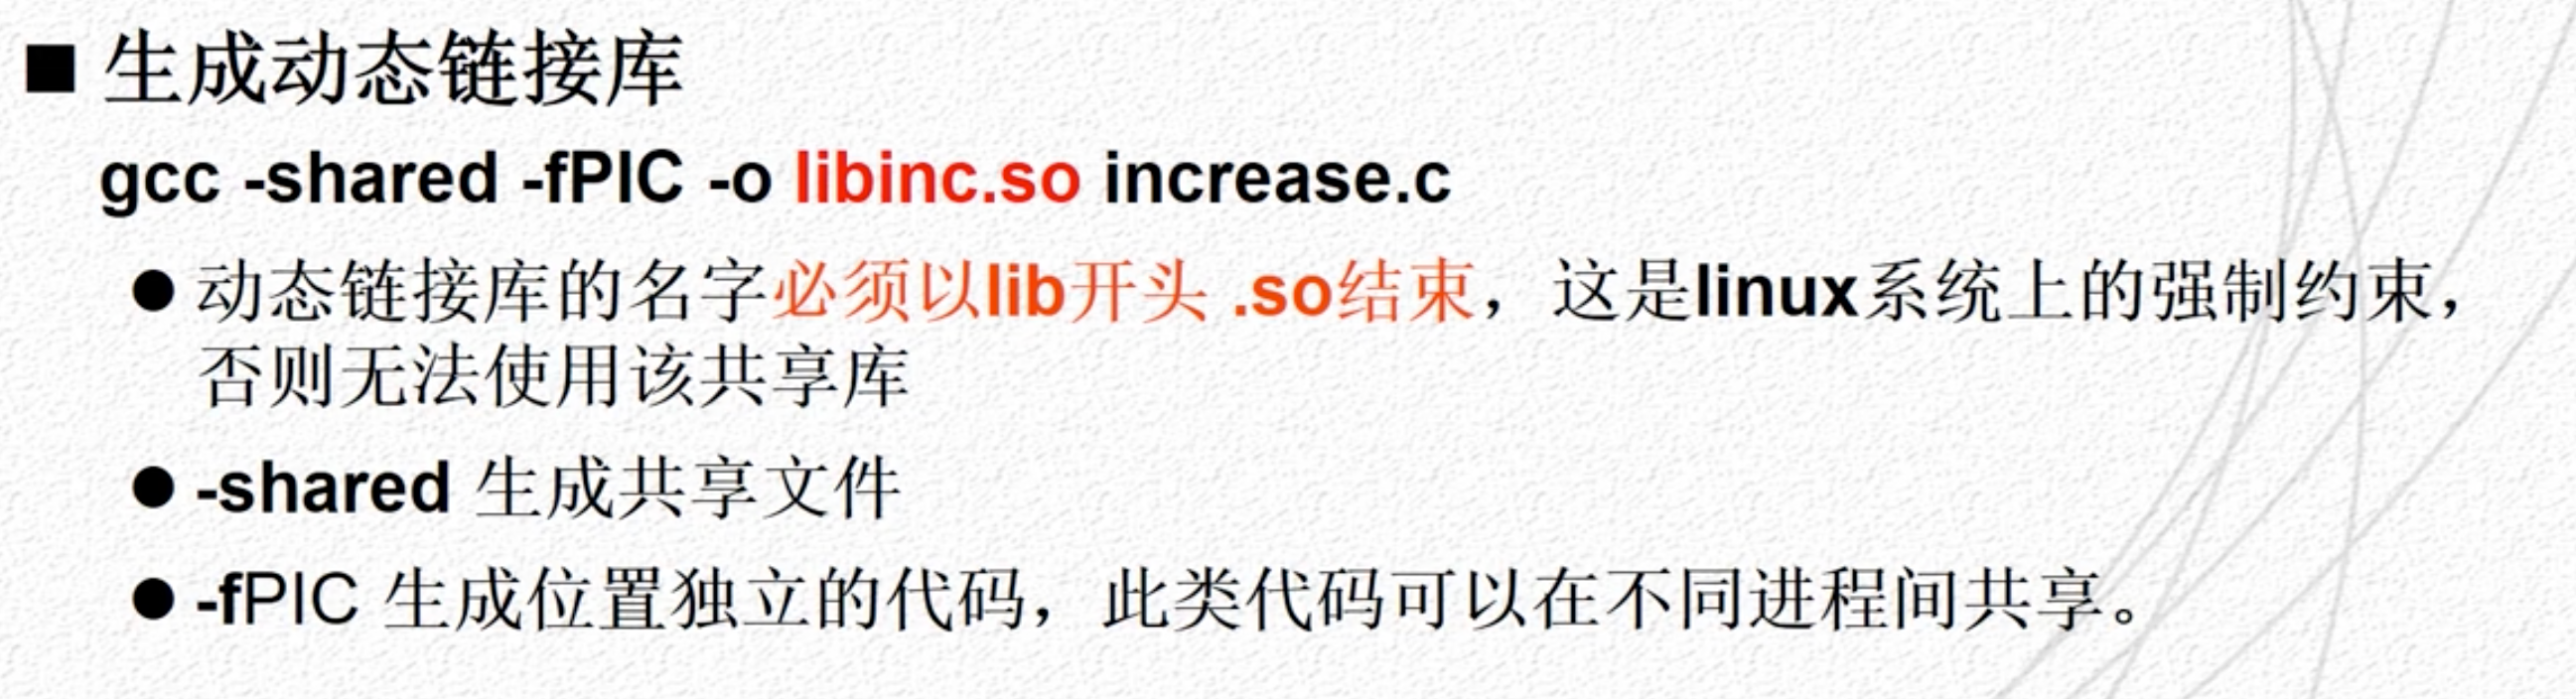 ■ 生成动态链接库
gcc -shared -fPIC -o libinc.so increase.c
● 动态链接库的名字必须以lib开头 .so结束，这是linux系统上的强制约束，
否则无法使用该共享库
● -shared 生成共享文件
● -fPIC 生成位置独立的代码，此类代码可以在不同进程间共享。